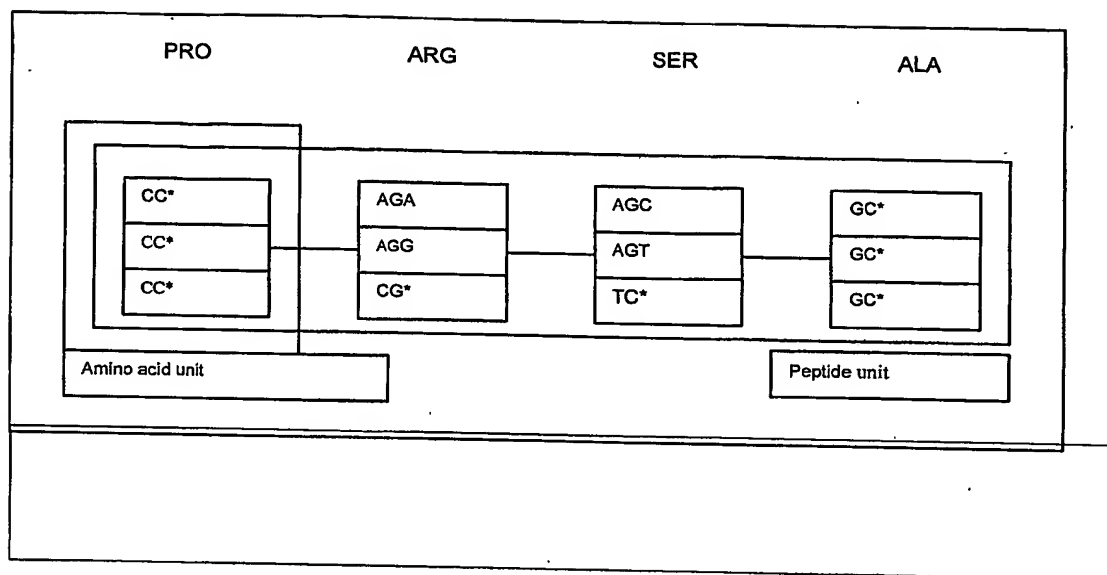 PRO ARG SER ALA
CC* AGA AGC GC*
CC* AGG AGT GC*
CC* CG* TC* GC*
Amino acid unit Peptide unit